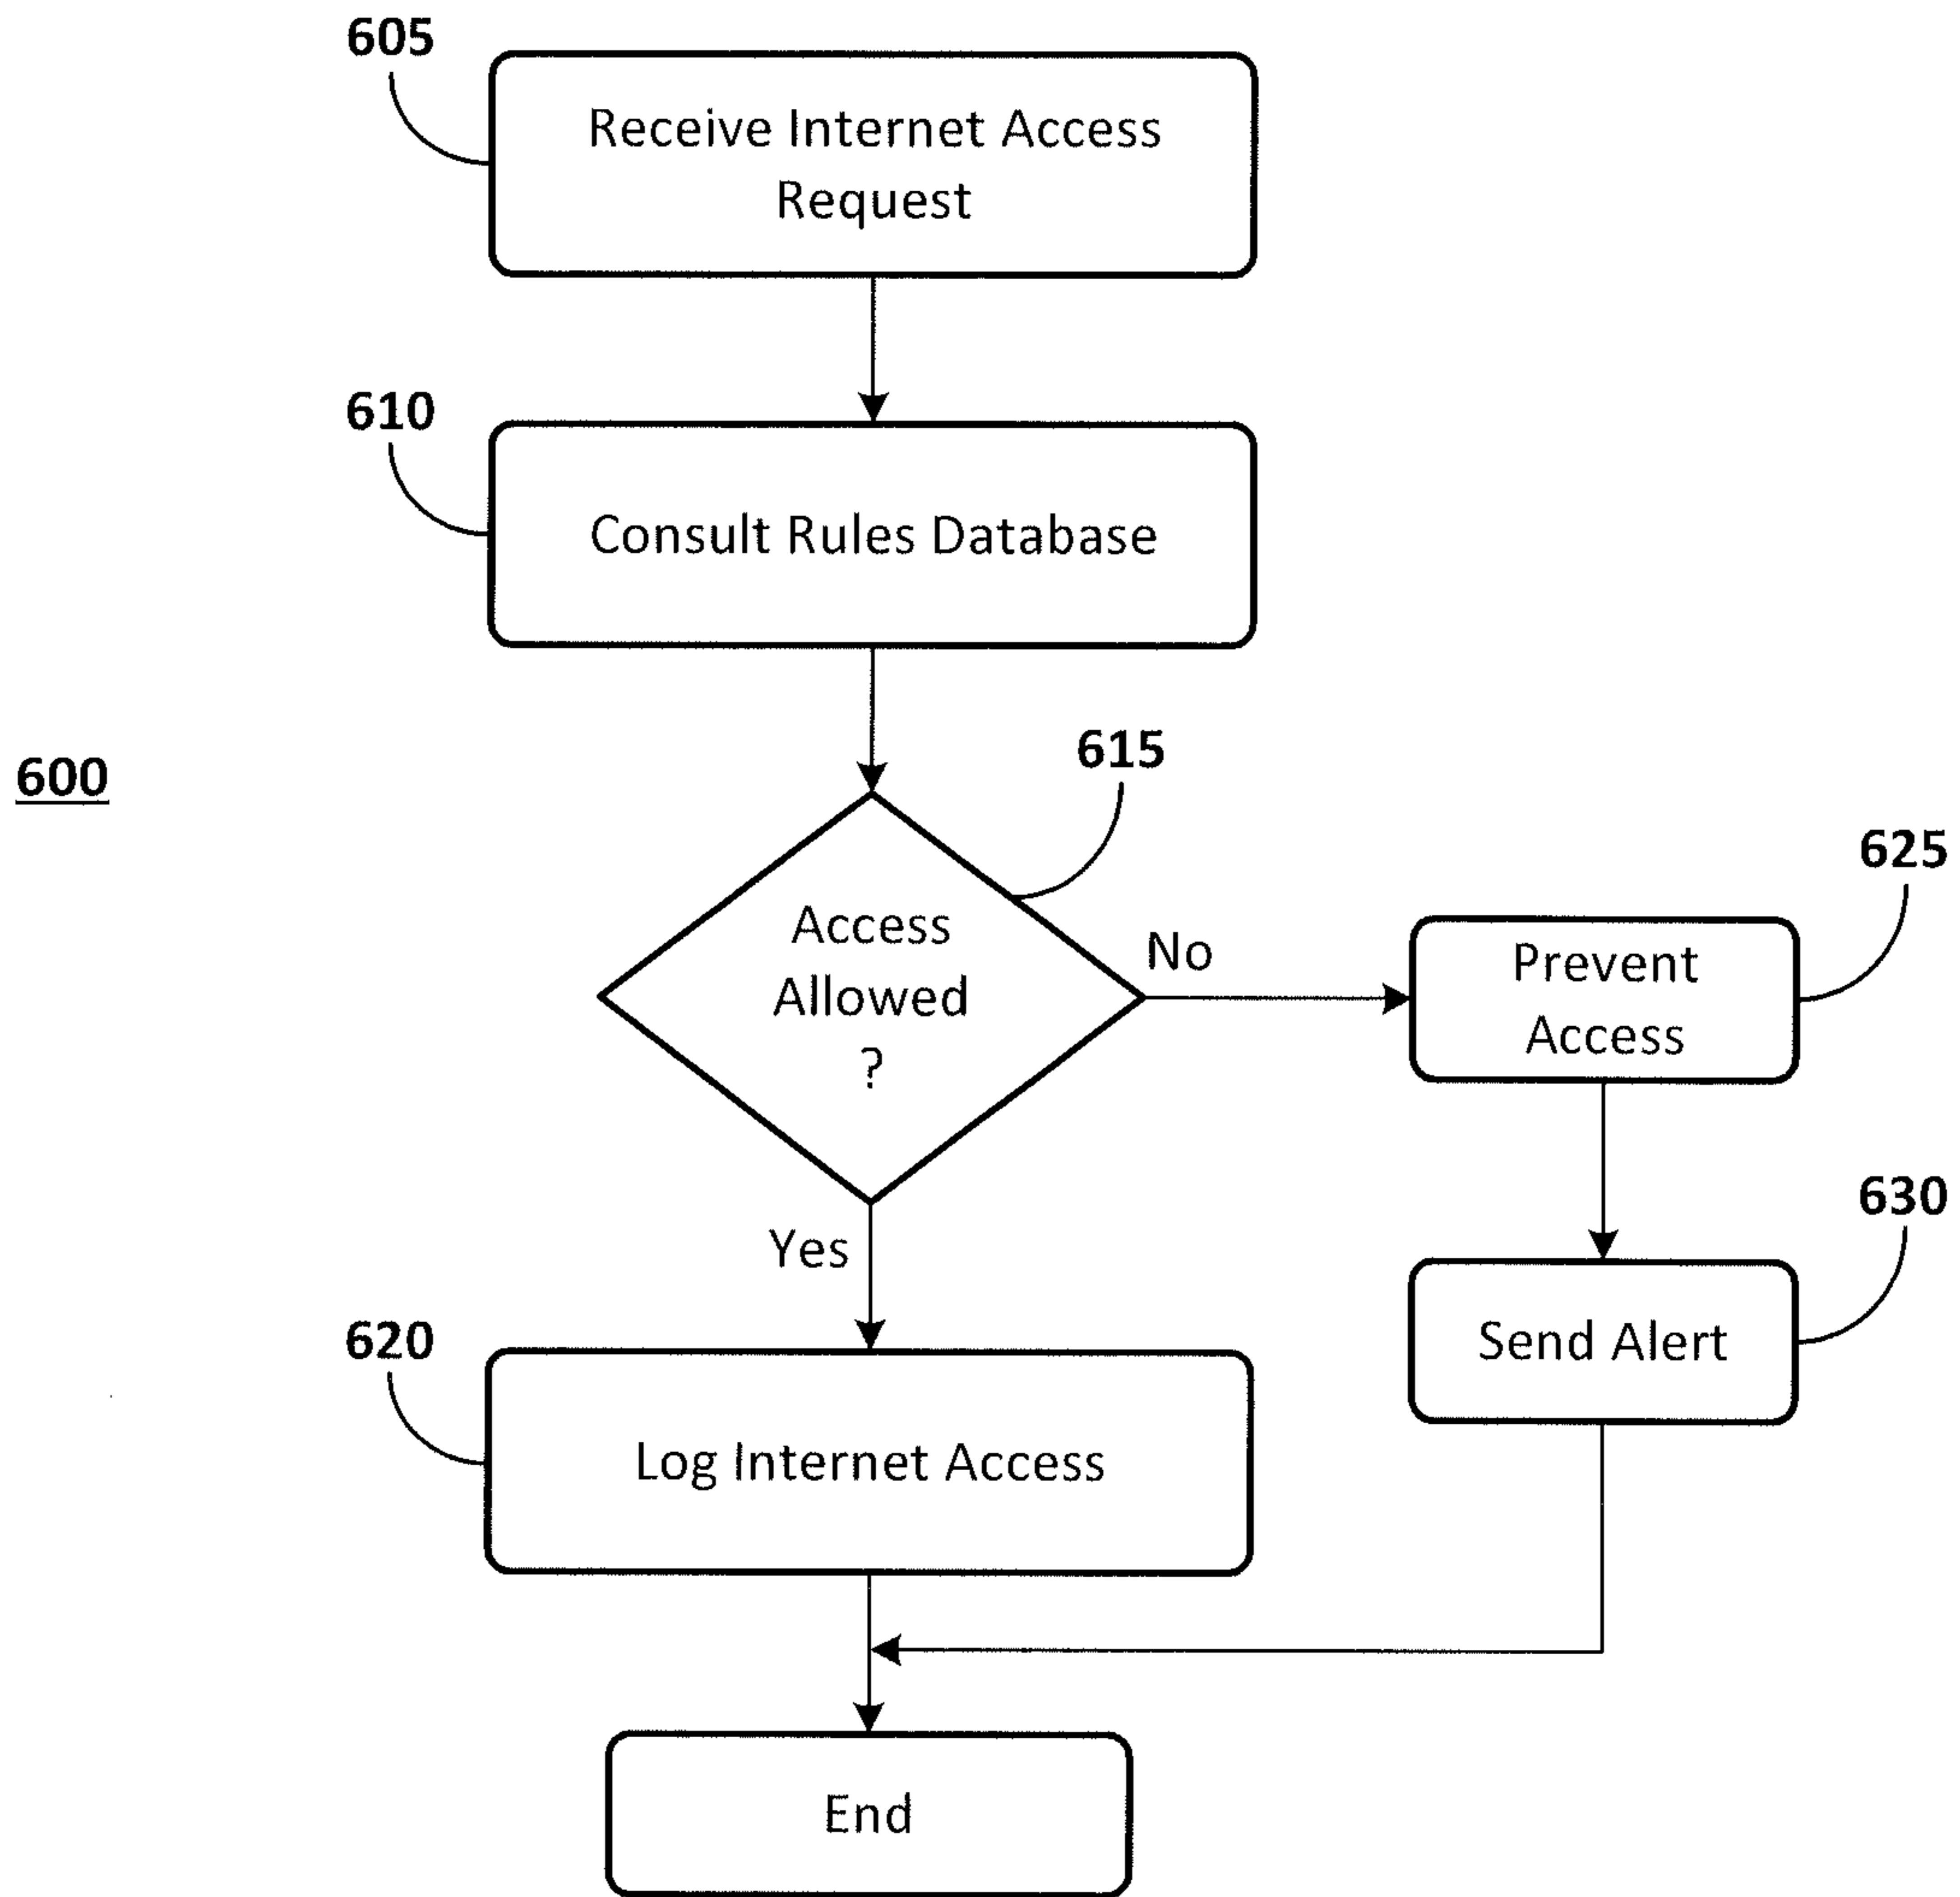 605
Receive Internet Access
Request
610
Consult Rules Database
600
615
Access
Allowed
?
No
625
Prevent
Access
Yes
630
Send Alert
620
Log Internet Access
End